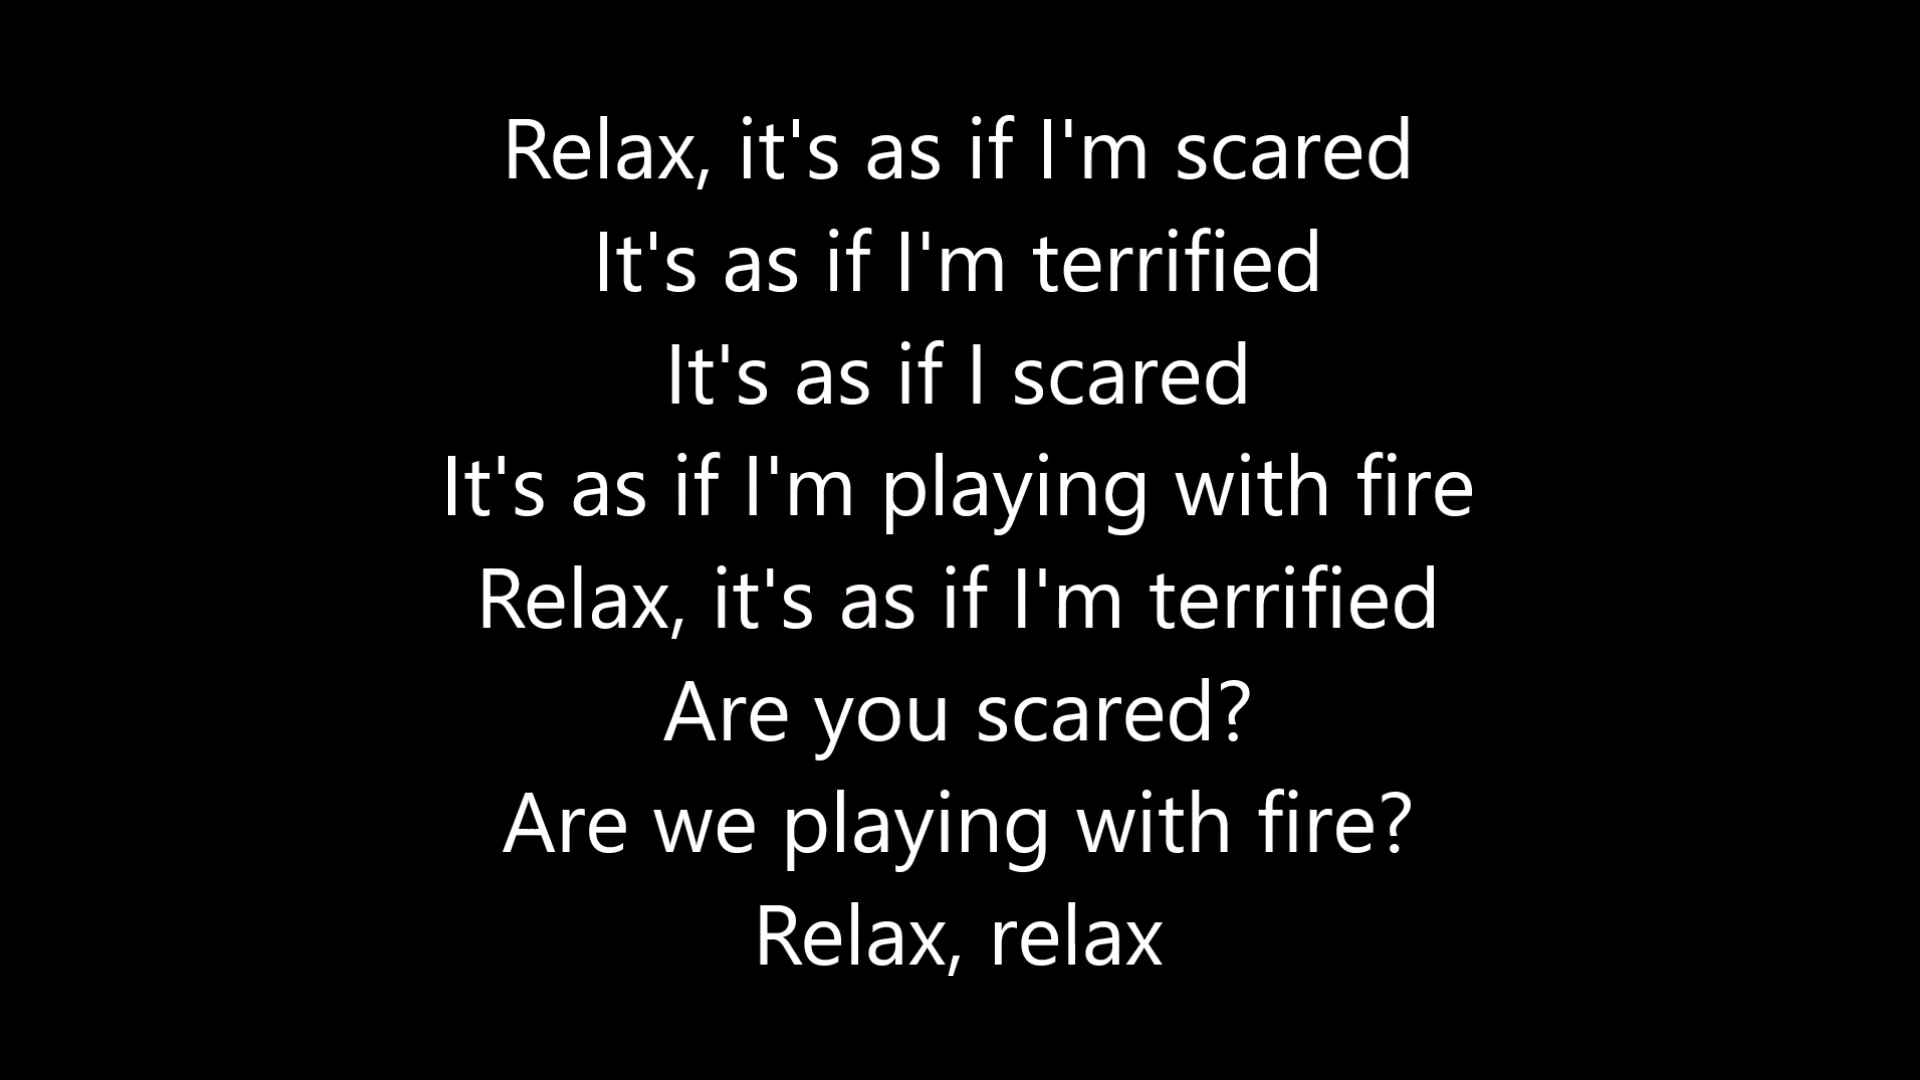 Relax, it's as if I'm scared
It's as if I'm terrified
It's as if I scared
It's as if I'm playing with fire
Relax, it's as if I'm terrified
Are you scared?
Are we playing with fire?
Relax, relax